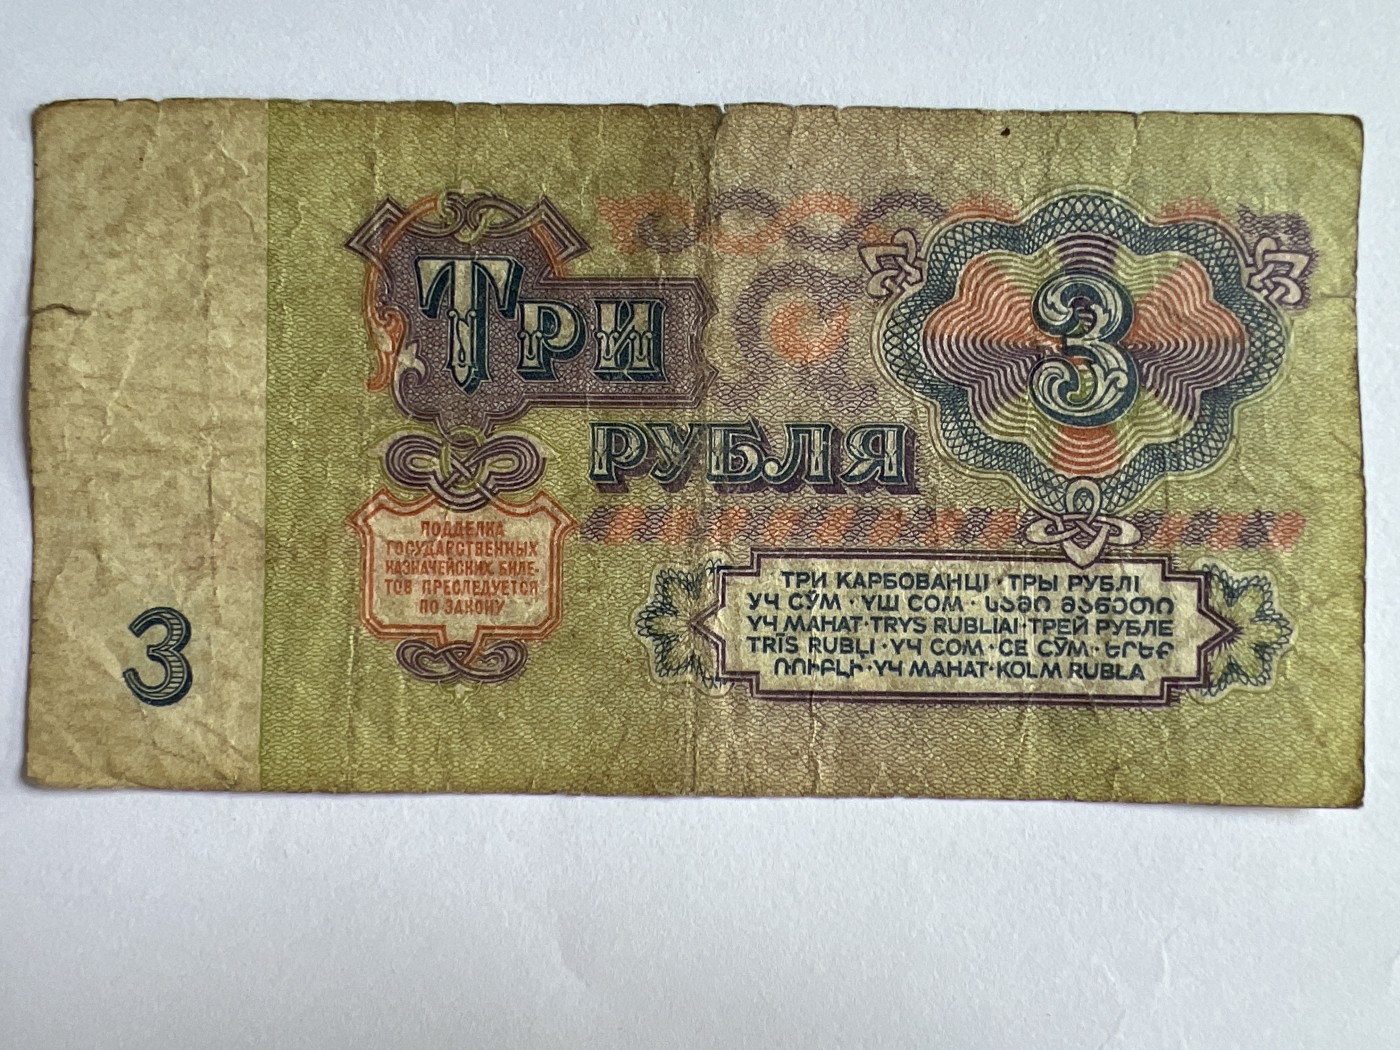 ТРИ
РУБЛЯ
3
3
ПОДДЕЛКА
ГОСУДАРСТВЕННЫХ
КАЗНАЧЕЙСКИХ БИЛЕ-
ТОВ ПРЕСЛЕДУЕТСЯ
ПО ЗАКОНУ
ТРИ КАРБОВАНЦІ · ТРЫ РУБЛІ
УЧ СЎМ · ҮШ СОМ · ᲡᲐᲛᲘ ᲛᲐᲜᲔᲗᲘ
ҮЧ МАНАТ · TRYS RUBLIAI · ТРЕЙ РУБЛЕ
TRĪS RUBĻI · ҮЧ СОМ · СЕ СӮМ · ԵՐԵՔ
ՌՈՒԲԼԻ · ҮЧ МАНАТ · KOLM RUBLA